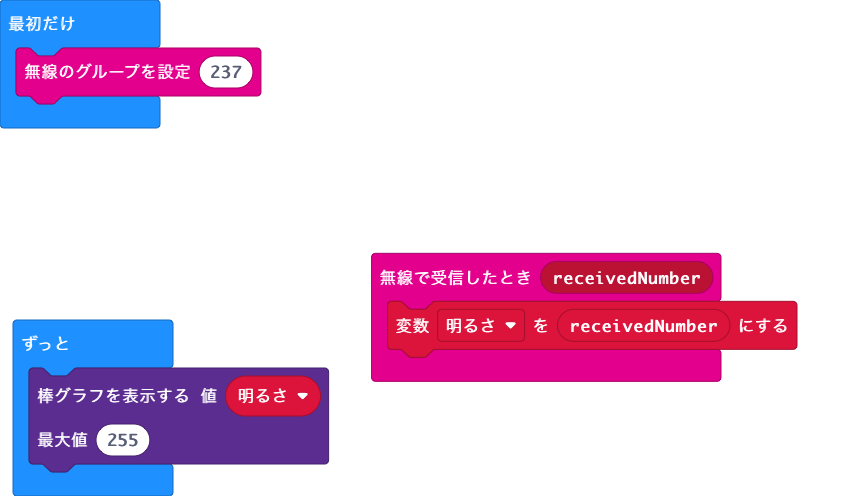 最初だけ
無線のグループを設定 237
無線で受信したとき receivedNumber
変数 明るさ を receivedNumber にする
ずっと
棒グラフを表示する 値 明るさ
最大値 255